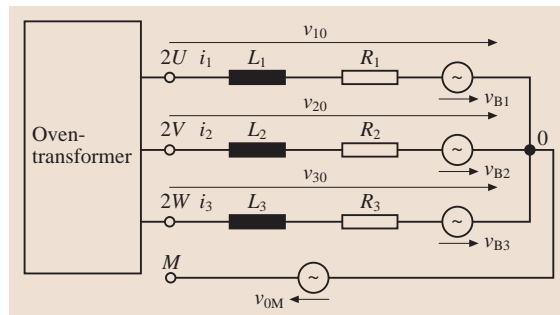 v10
2U i1 L1 R1
vB1
v20
Oven-
transformer
2V i2 L2 R2
0
vB2
v30
2W i3 L3 R3
vB3
M
v0M
~
~
~
~